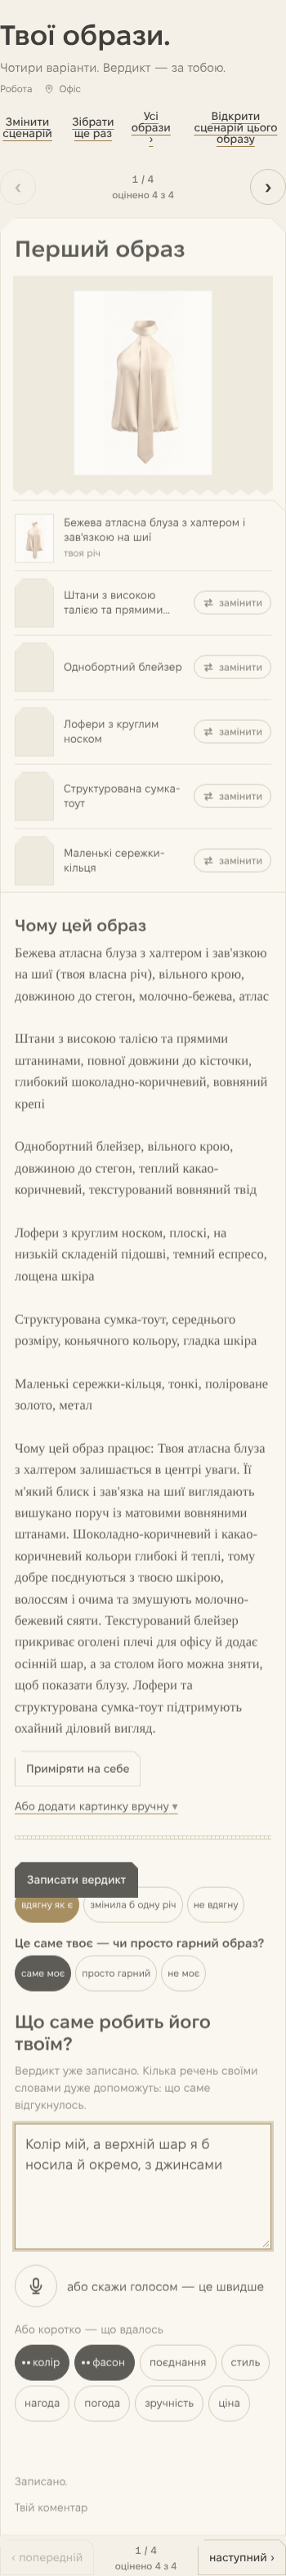 Твої образи.
Чотири варіанти. Вердикт — за тобою.
Робота Офіс
Змінити сценарій
Зібрати ще раз
Усі образи ›
Відкрити сценарій цього образу
‹
1 / 4
оцінено 4 з 4
›
Перший образ
Бежева атласна блуза з халтером і
зав'язкою на шиї
твоя річ
Штани з високою
талією та прямими...
⇄ замінити
Однобортний блейзер
⇄ замінити
Лофери з круглим
носком
⇄ замінити
Структурована сумка-
тоут
⇄ замінити
Маленькі сережки-
кільця
⇄ замінити
Чому цей образ
Бежева атласна блуза з халтером і зав'язкою
на шиї (твоя власна річ), вільного крою,
довжиною до стегон, молочно-бежева, атлас
Штани з високою талією та прямими
штанинами, повної довжини до кісточки,
глибокий шоколадно-коричневий, вовняний
крепі
Однобортний блейзер, вільного крою,
довжиною до стегон, теплий какао-
коричневий, текстурований вовняний твід
Лофери з круглим носком, плоскі, на
низькій складеній підошві, темний еспресо,
лощена шкіра
Структурована сумка-тоут, середнього
розміру, коньячного кольору, гладка шкіра
Маленькі сережки-кільця, тонкі, поліроване
золото, метал
Чому цей образ працює: Твоя атласна блуза
з халтером залишається в центрі уваги. Її
м'який блиск і зав'язка на шиї виглядають
вишукано поруч із матовими вовняними
штанами. Шоколадно-коричневий і какао-
коричневий кольори глибокі й теплі, тому
добре поєднуються з твоєю шкірою,
волоссям і очима та змушують молочно-
бежевий сяяти. Текстурований блейзер
прикриває оголені плечі для офісу й додає
осінній шар, а за столом його можна зняти,
щоб показати блузу. Лофери та
структурована сумка-тоут підтримують
охайний діловий вигляд.
Приміряти на себе
Або додати картинку вручну ▾
Записати вердикт
вдягну як є
змінила б одну річ
не вдягну
Це саме твоє — чи просто гарний образ?
саме моє
просто гарний
не моє
Що саме робить його
твоїм?
Вердикт уже записано. Кілька речень своїми
словами дуже допоможуть: що саме
відгукнулось.
Колір мій, а верхній шар я б
носила й окремо, з джинсами
або скажи голосом — це швидше
Або коротко — що вдалось
колір
фасон
поєднання
стиль
нагода
погода
зручність
ціна
Записано.
Твій коментар
‹ попередній
1 / 4
оцінено 4 з 4
наступний ›